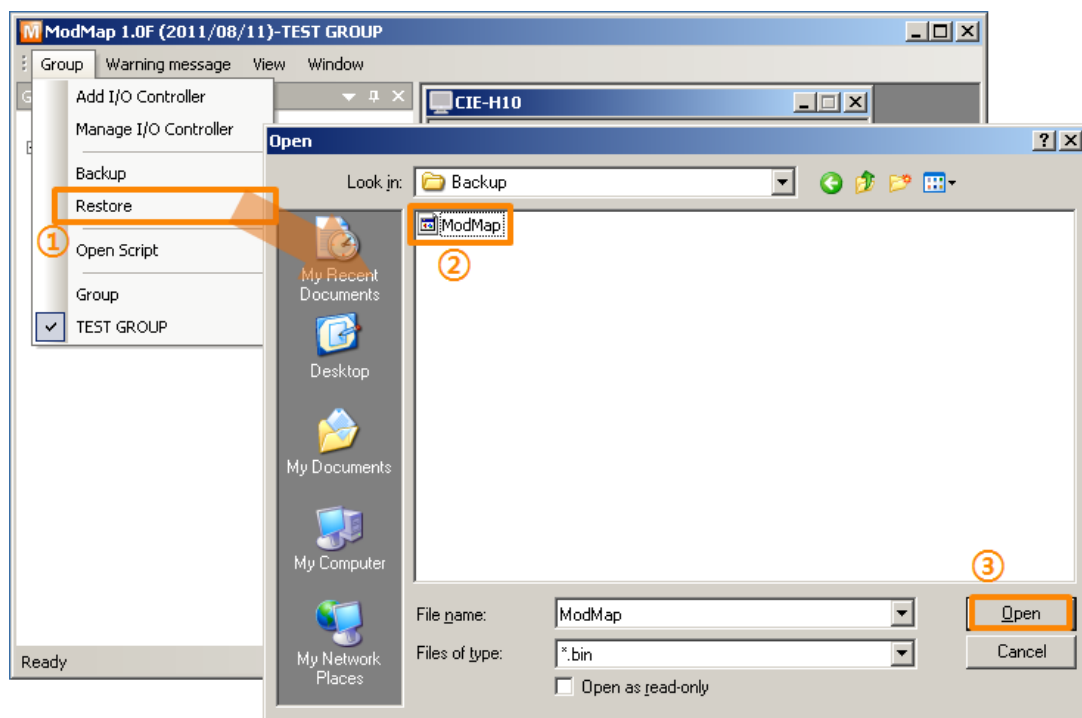 ModMap 1.0F (2011/08/11)-TEST GROUP
Group Warning message View Window
G
Add I/O Controller
Manage I/O Controller
Backup
Restore
①
Open Script
Group
TEST GROUP
CIE-H10
Open
Look in:
Backup
ModMap
②
My Recent
Documents
Desktop
My Documents
My Computer
My Network
Places
③
File name:
ModMap
Open
Files of type:
*.bin
Cancel
Open as read-only
Ready